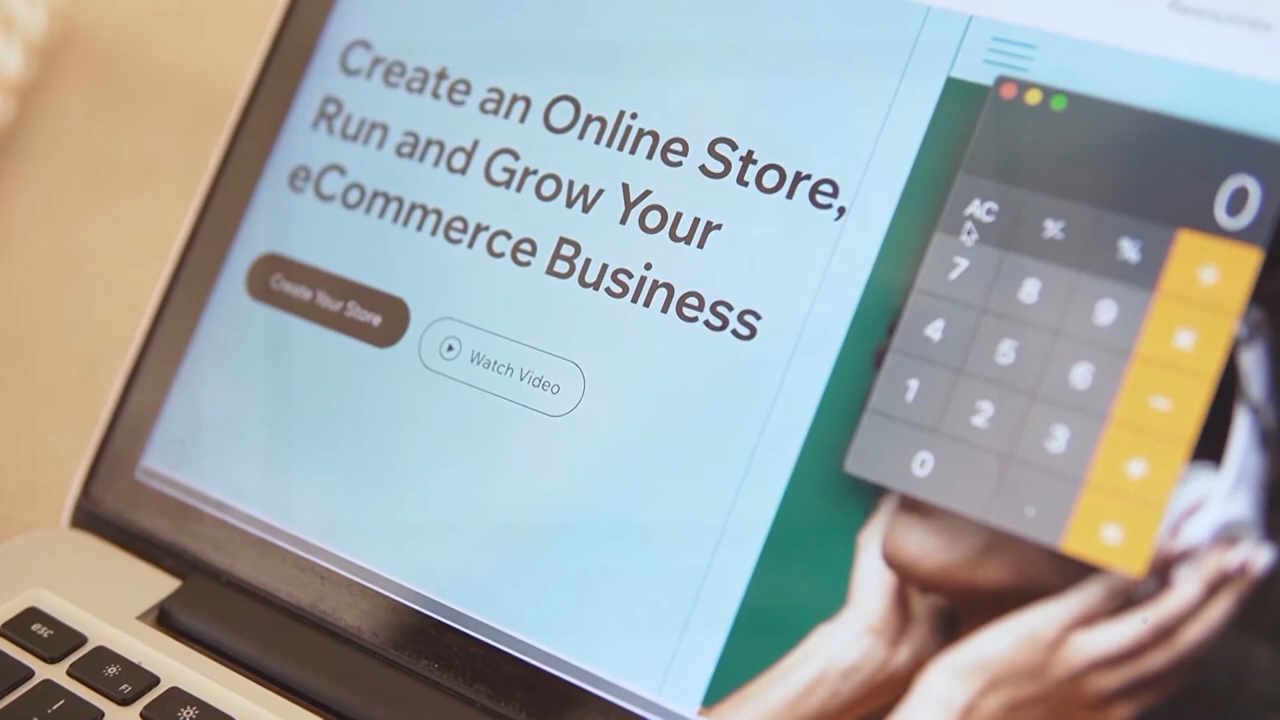 Create an Online Store,
Run and Grow Your
eCommerce Business
Create Your Store
Watch Video
0
AC
%
7 8 9
4 5 6 −
1 2 3 +
0 .
esc
F1
!